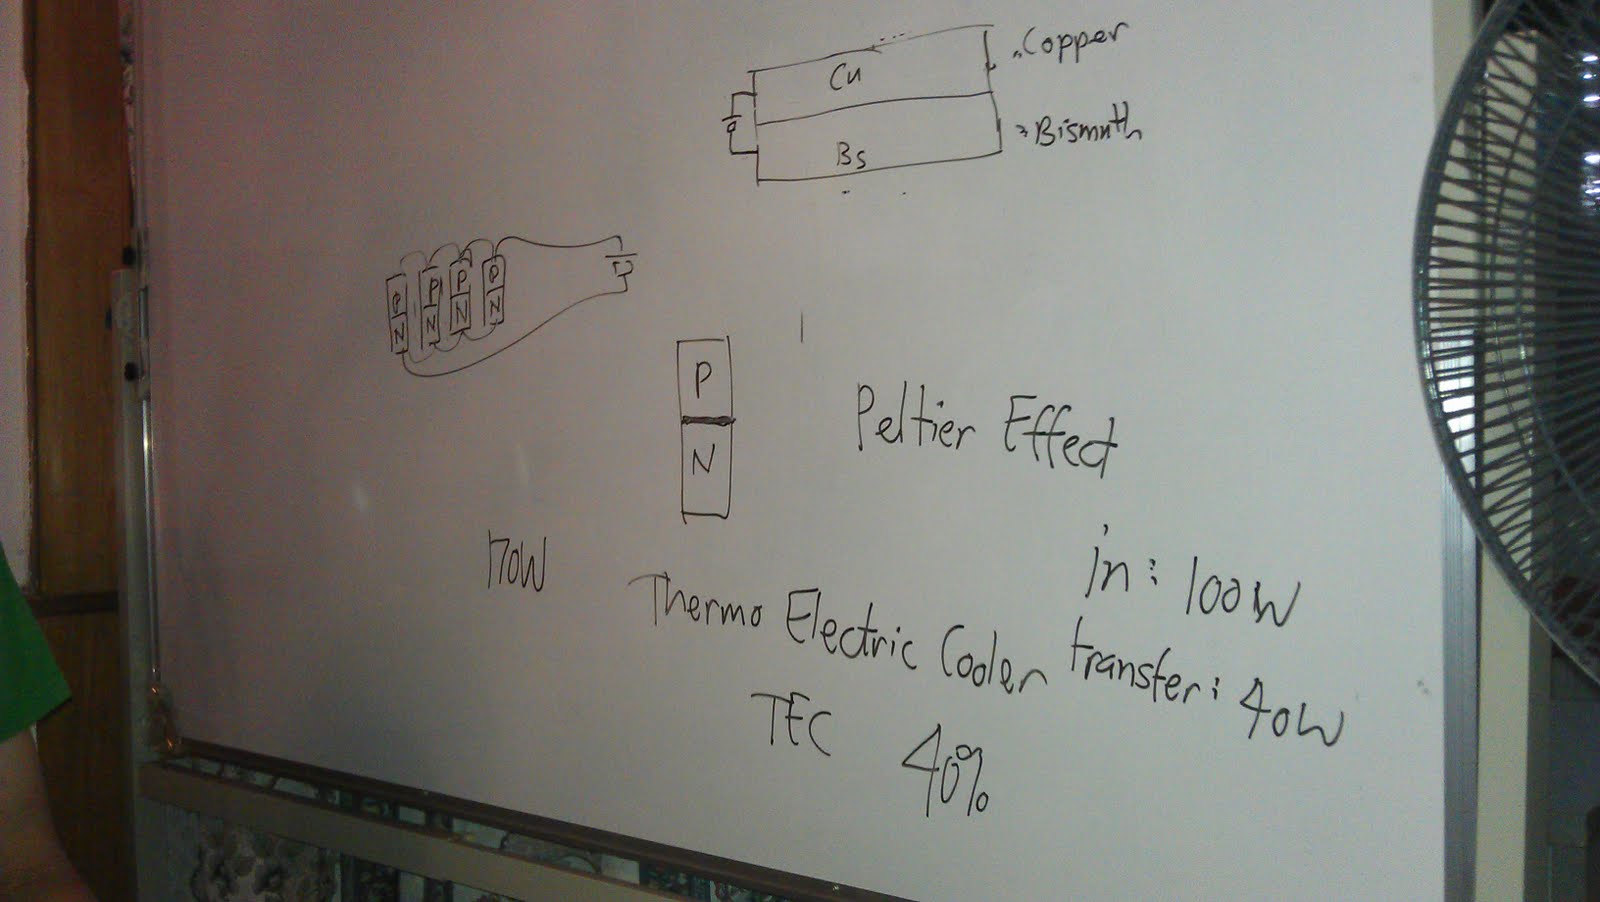 Cu
Copper
Bs
Bismuth
P P P P
N N N N
P
N
Peltier Effect
170W
in: 100W
Thermo Electric Cooler
transfer: 40W
TEC
40%